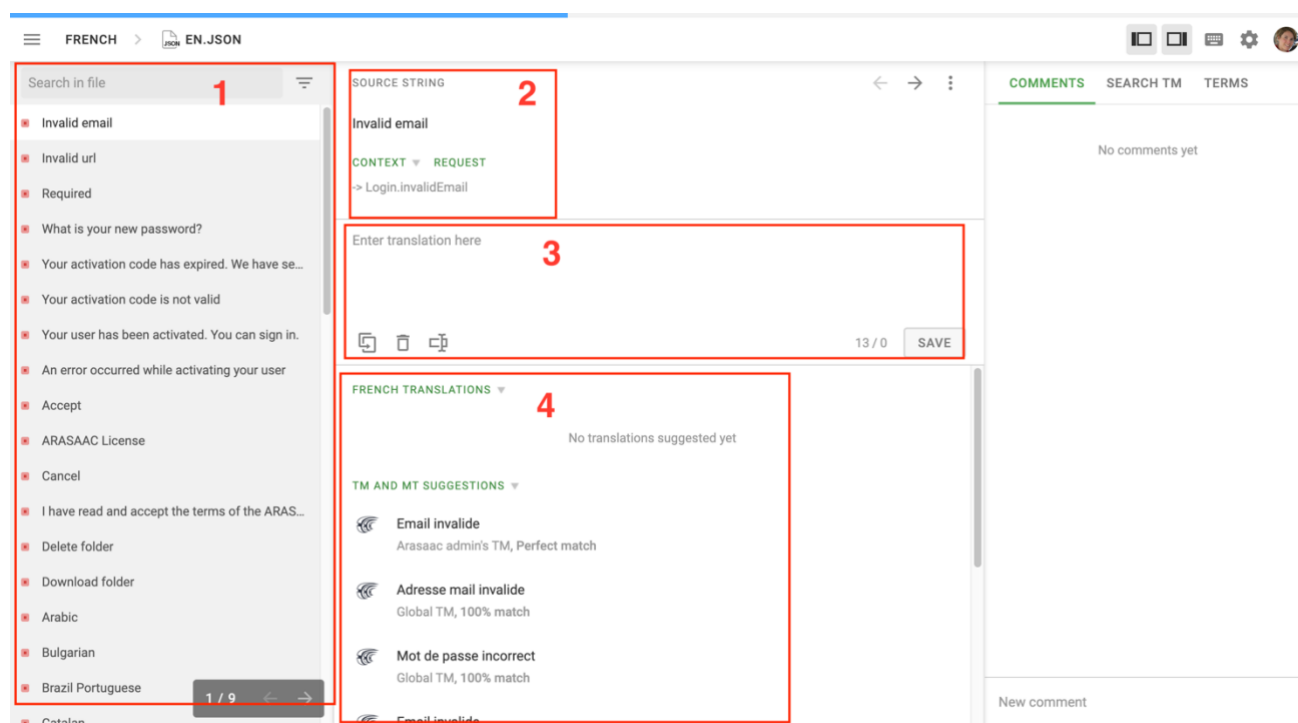 FRENCH > JSON EN.JSON
Search in file
1
Invalid email
Invalid url
Required
What is your new password?
Your activation code has expired. We have se...
Your activation code is not valid
Your user has been activated. You can sign in.
An error occurred while activating your user
Accept
ARASAAC License
Cancel
I have read and accept the terms of the ARAS...
Delete folder
Download folder
Arabic
Bulgarian
Brazil Portuguese
1 / 9
Catalan
SOURCE STRING
2
Invalid email
CONTEXT REQUEST
-> Login.invalidEmail
Enter translation here
3
13 / 0 SAVE
FRENCH TRANSLATIONS
4
No translations suggested yet
TM AND MT SUGGESTIONS
Email invalide
Arasaac admin's TM, Perfect match
Adresse mail invalide
Global TM, 100% match
Mot de passe incorrect
Global TM, 100% match
Email invalide
COMMENTS SEARCH TM TERMS
No comments yet
New comment